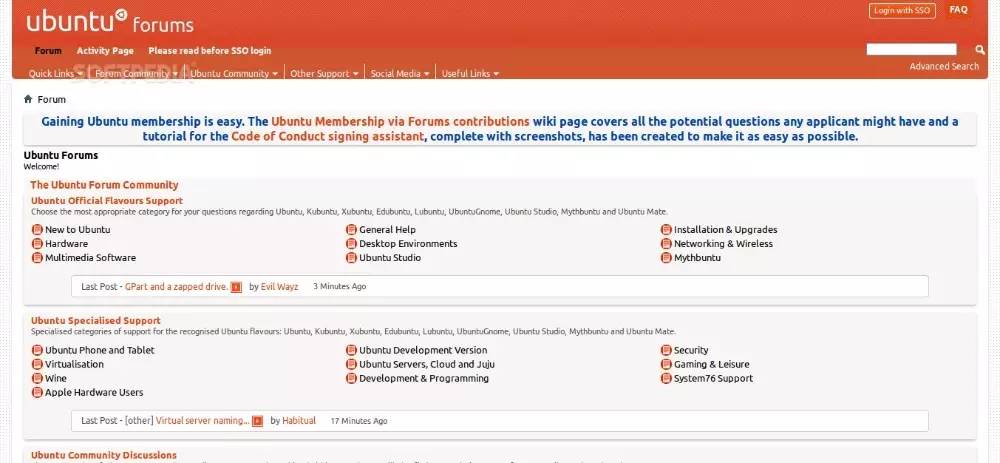 ubuntu forums
Login with SSO FAQ
Forum Activity Page Please read before SSO login
Quick Links Forum Community Ubuntu Community Other Support Social Media Useful Links
SOFTPEDIA
Advanced Search
Forum
Gaining Ubuntu membership is easy. The Ubuntu Membership via Forums contributions wiki page covers all the potential questions any applicant might have and a
tutorial for the Code of Conduct signing assistant, complete with screenshots, has been created to make it as easy as possible.
Ubuntu Forums
Welcome!
The Ubuntu Forum Community
Ubuntu Official Flavours Support
Choose the most appropriate category for your questions regarding Ubuntu, Kubuntu, Xubuntu, Edubuntu, Lubuntu, UbuntuGnome, Ubuntu Studio, Mythbuntu and Ubuntu Mate.
New to Ubuntu General Help Installation & Upgrades
Hardware Desktop Environments Networking & Wireless
Multimedia Software Ubuntu Studio Mythbuntu
Last Post - GPart and a zapped drive. by Evil Wayz 3 Minutes Ago
Ubuntu Specialised Support
Specialised categories of support for the recognised Ubuntu flavours: Ubuntu, Kubuntu, Xubuntu, Edubuntu, Lubuntu, UbuntuGnome, Ubuntu Studio, Mythbuntu and Ubuntu Mate.
Ubuntu Phone and Tablet Ubuntu Development Version Security
Virtualisation Ubuntu Servers, Cloud and Juju Gaming & Leisure
Wine Development & Programming System76 Support
Apple Hardware Users
Last Post - [other] Virtual server naming... by Habitual 17 Minutes Ago
Ubuntu Community Discussions